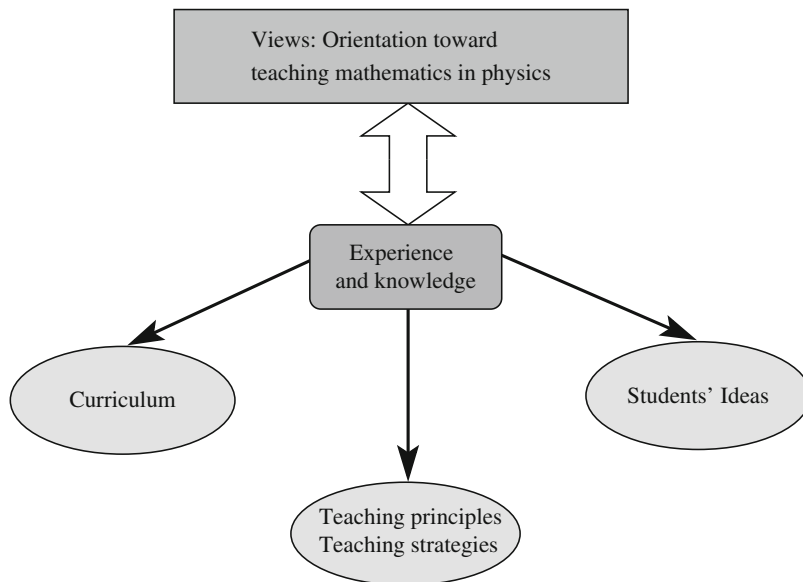 Views: Orientation toward
teaching mathematics in physics
Experience
and knowledge
Curriculum
Students’ Ideas
Teaching principles
Teaching strategies